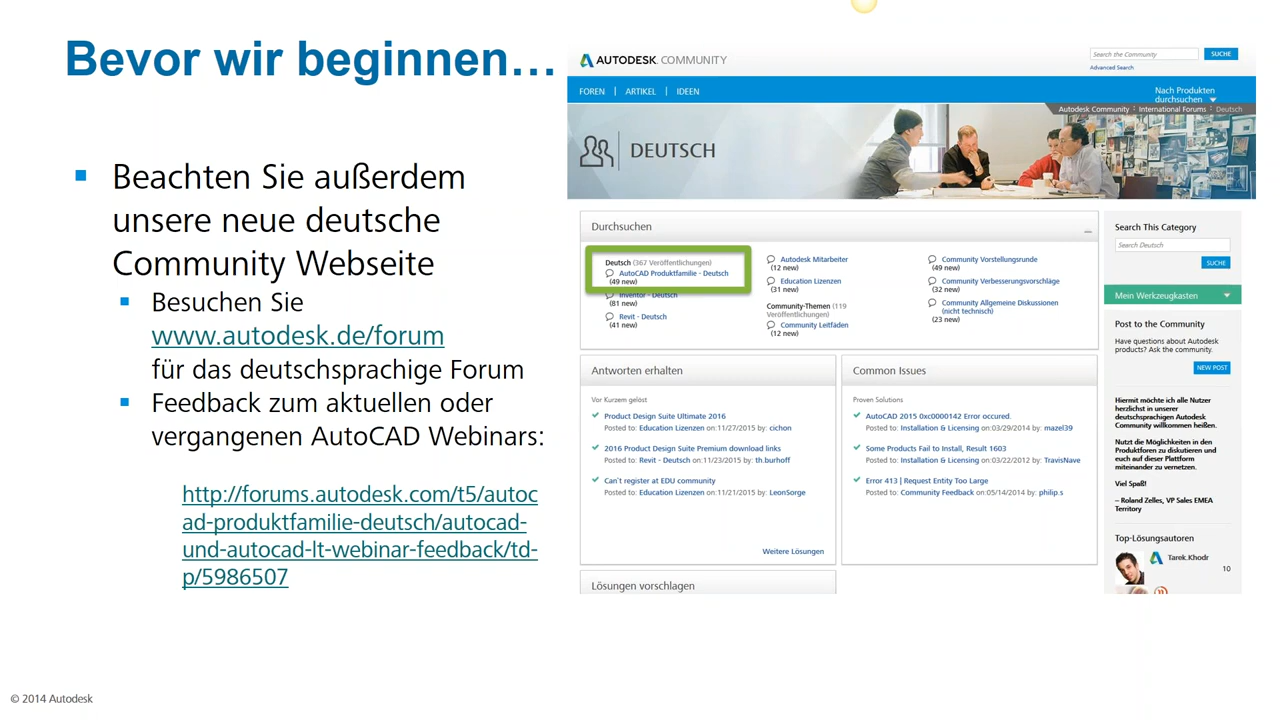 Bevor wir beginnen…
Beachten Sie außerdem
unsere neue deutsche
Community Webseite
Besuchen Sie
www.autodesk.de/forum
für das deutschsprachige Forum
Feedback zum aktuellen oder
vergangenen AutoCAD Webinars:
http://forums.autodesk.com/t5/autoc
ad-produktfamilie-deutsch/autocad-
und-autocad-lt-webinar-feedback/td-
p/5986507
© 2014 Autodesk
AUTODESK. COMMUNITY
Search the Community
SUCHE
Advanced Search
FOREN | ARTIKEL | IDEEN
Nach Produkten
durchsuchen
Autodesk Community : International Forums : Deutsch
DEUTSCH
Durchsuchen
Deutsch (367 Veröffentlichungen)
AutoCAD Produktfamilie - Deutsch
(49 new)
Inventor - Deutsch
(81 new)
Revit - Deutsch
(41 new)
Autodesk Mitarbeiter
(12 new)
Education Lizenzen
(31 new)
Community-Themen (119
Veröffentlichungen)
Community Leitfäden
(12 new)
Community Vorstellungsrunde
(49 new)
Community Verbesserungsvorschläge
(32 new)
Community Allgemeine Diskussionen
(nicht technisch)
(23 new)
Antworten erhalten
Vor Kurzem gelöst
Product Design Suite Ultimate 2016
Posted to: Education Lizenzen on:11/27/2015 by: cichon
2016 Product Design Suite Premium download links
Posted to: Revit - Deutsch on:11/23/2015 by: th.burhoff
Can't register at EDU community
Posted to: Education Lizenzen on:11/21/2015 by: LeonSorge
Weitere Lösungen
Common Issues
Proven Solutions
AutoCAD 2015 0xc0000142 Error occured.
Posted to: Installation & Licensing on:03/29/2014 by: mazel39
Some Products Fail to Install, Result 1603
Posted to: Installation & Licensing on:03/22/2012 by: TravisNave
Error 413 | Request Entity Too Large
Posted to: Community Feedback on:05/14/2014 by: philip.s
Lösungen vorschlagen
Search This Category
Search Deutsch
SUCHE
Mein Werkzeugkasten
Post to the Community
Have questions about Autodesk
products? Ask the community.
NEW POST
Hiermit möchte ich alle Nutzer
herzlichst in unserer
deutschsprachigen Autodesk
Community willkommen heißen.
Nutzt die Möglichkeiten in den
Produktforen zu diskutieren und
euch auf dieser Plattform
miteinander zu vernetzen.
Viel Spaß!
– Roland Zelles, VP Sales EMEA
Territory
Top-Lösungsautoren
Tarek.Khodr
10